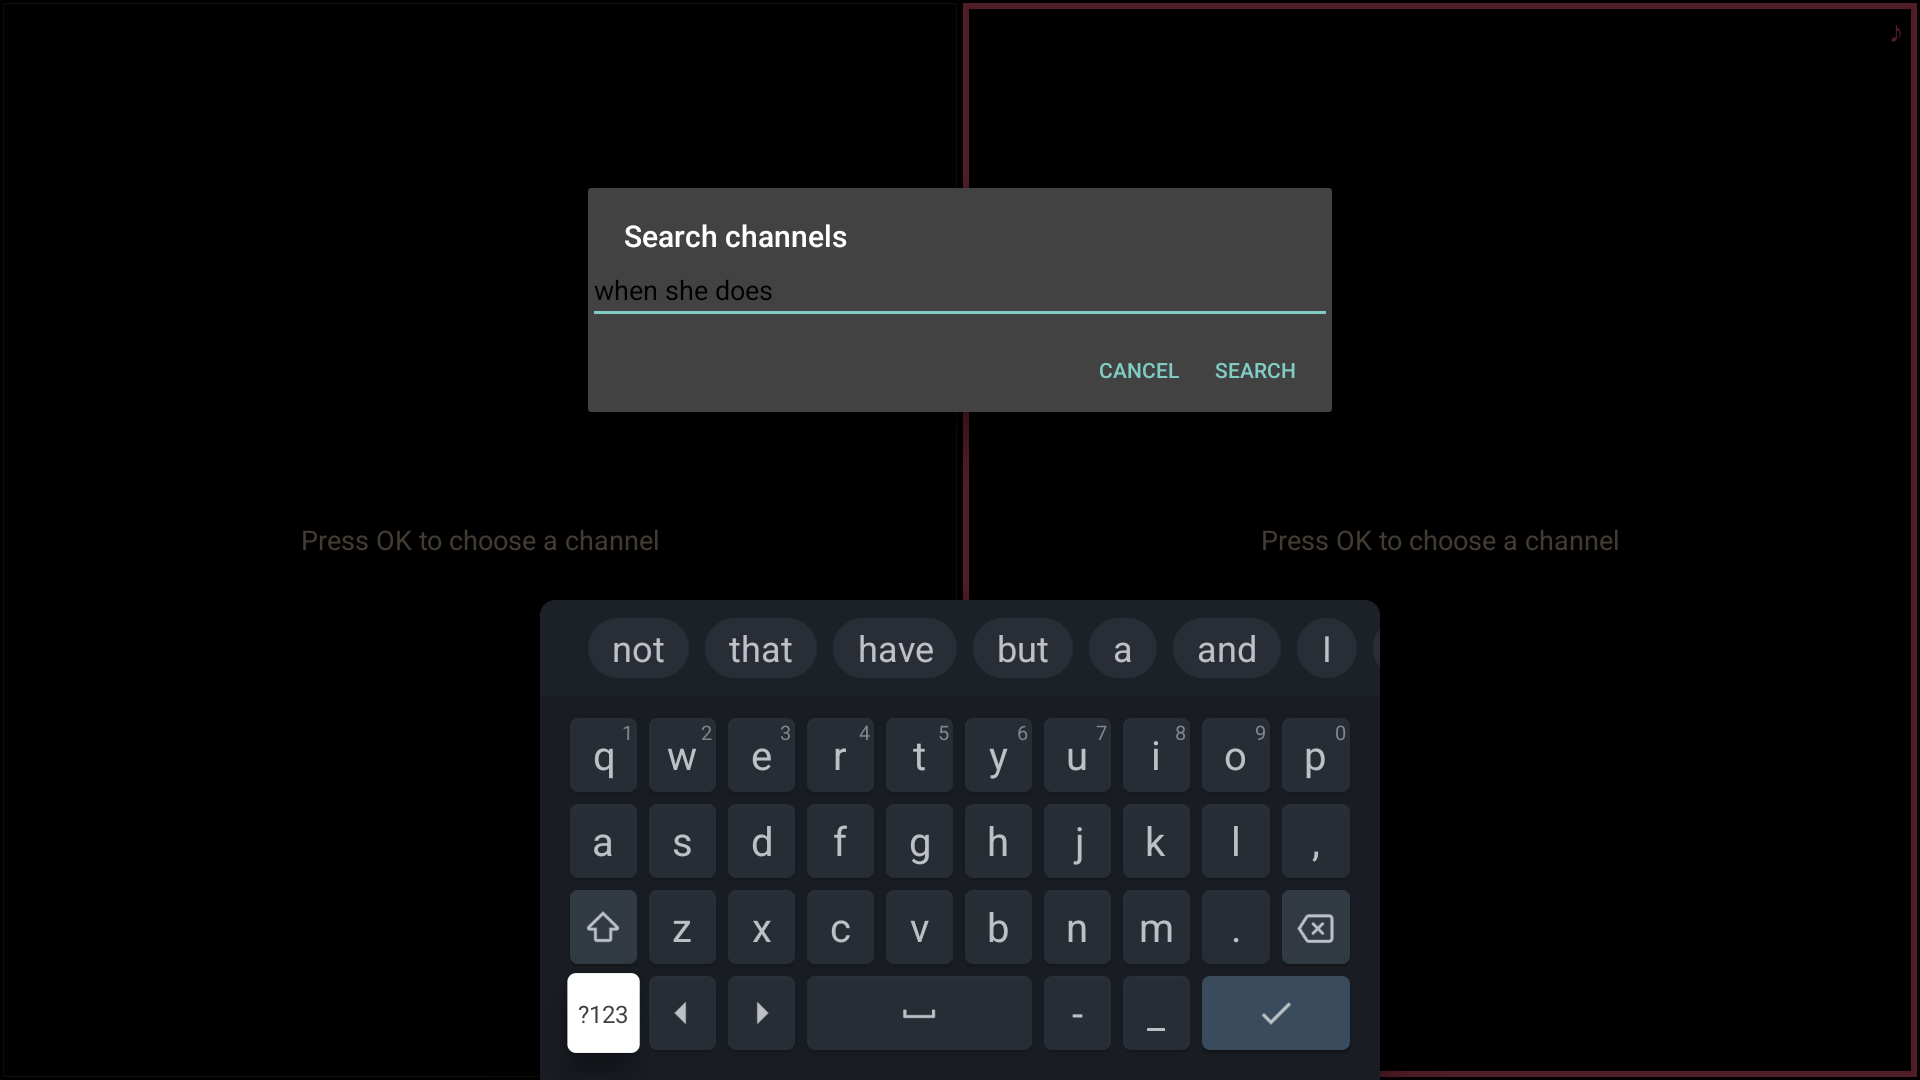 ♪
Search channels
when she does
CANCEL SEARCH
Press OK to choose a channel Press OK to choose a channel
not that have but a and I
q 1 w 2 e 3 r 4 t 5 y 6 u 7 i 8 o 9 p 0
a s d f g h j k l ,
z x c v b n m .
?123 - _